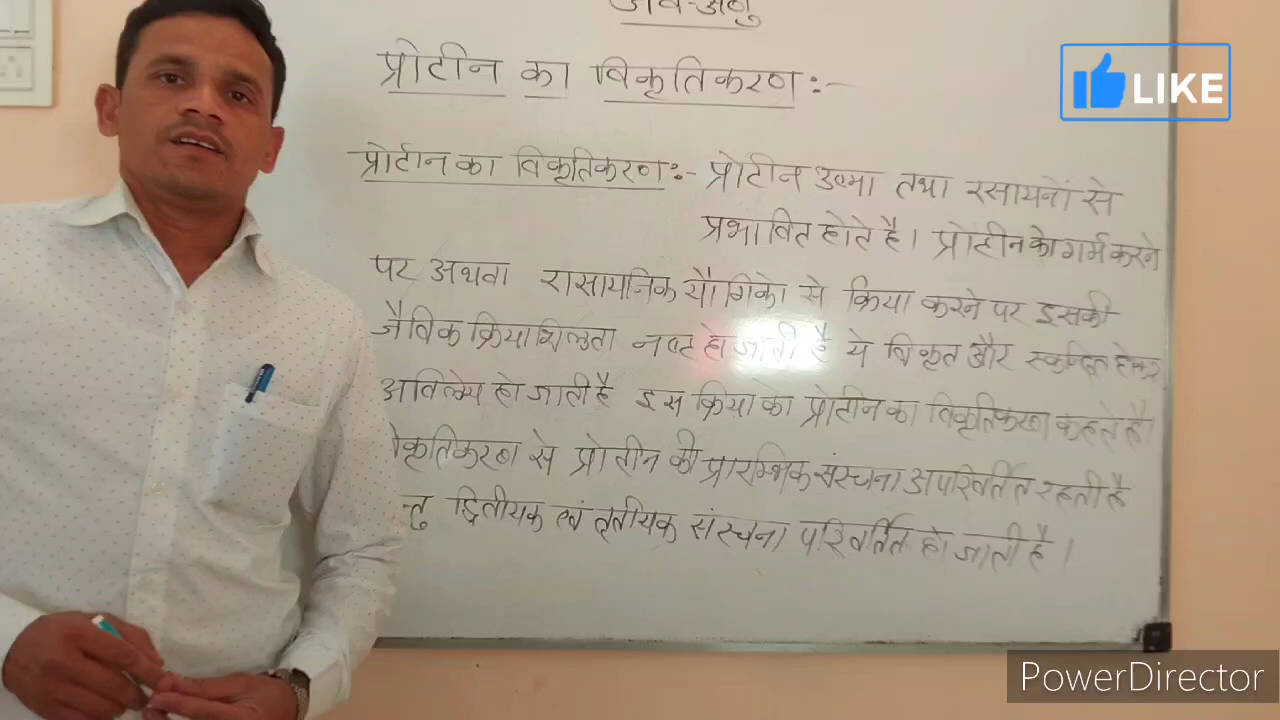 जैव-अणु
LIKE
प्रोटीन का विकृतिकरण :-
प्रोटीन का विकृतिकरण :- प्रोटीन उष्मा तथा रसायनों से
प्रभावित होते है। प्रोटीन को गर्म करने
पर अथवा रासायनिक यौगिको से क्रिया करने पर इसकी
जैविक क्रियाशिलता नष्ट हो जाती है ये विकृत और स्कन्दित होकर
अविलेय हो जाती है इस क्रिया को प्रोटीन का विकृतिकरण कहते है।
कृतिकरण से प्रोटीन की प्रारम्भिक संरचना अपरिवर्तित रहती है
न्तु द्वितीयक एवं तृतीयक संरचना परिवर्तित हो जाती है।
PowerDirector